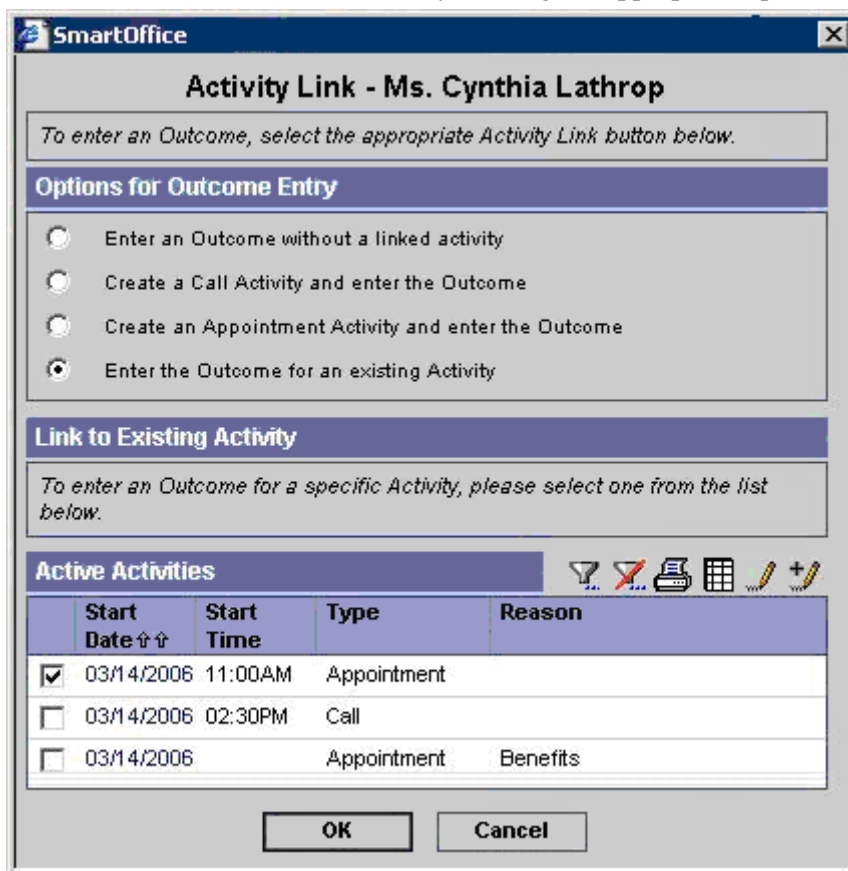 SmartOffice
Activity Link - Ms. Cynthia Lathrop
To enter an Outcome, select the appropriate Activity Link button below.
Options for Outcome Entry
Enter an Outcome without a linked activity
Create a Call Activity and enter the Outcome
Create an Appointment Activity and enter the Outcome
Enter the Outcome for an existing Activity
Link to Existing Activity
To enter an Outcome for a specific Activity, please select one from the list
below.
Active Activities
Start Date⇧⇧ Start Time Type Reason
03/14/2006 11:00AM Appointment
03/14/2006 02:30PM Call
03/14/2006 Appointment Benefits
OK Cancel